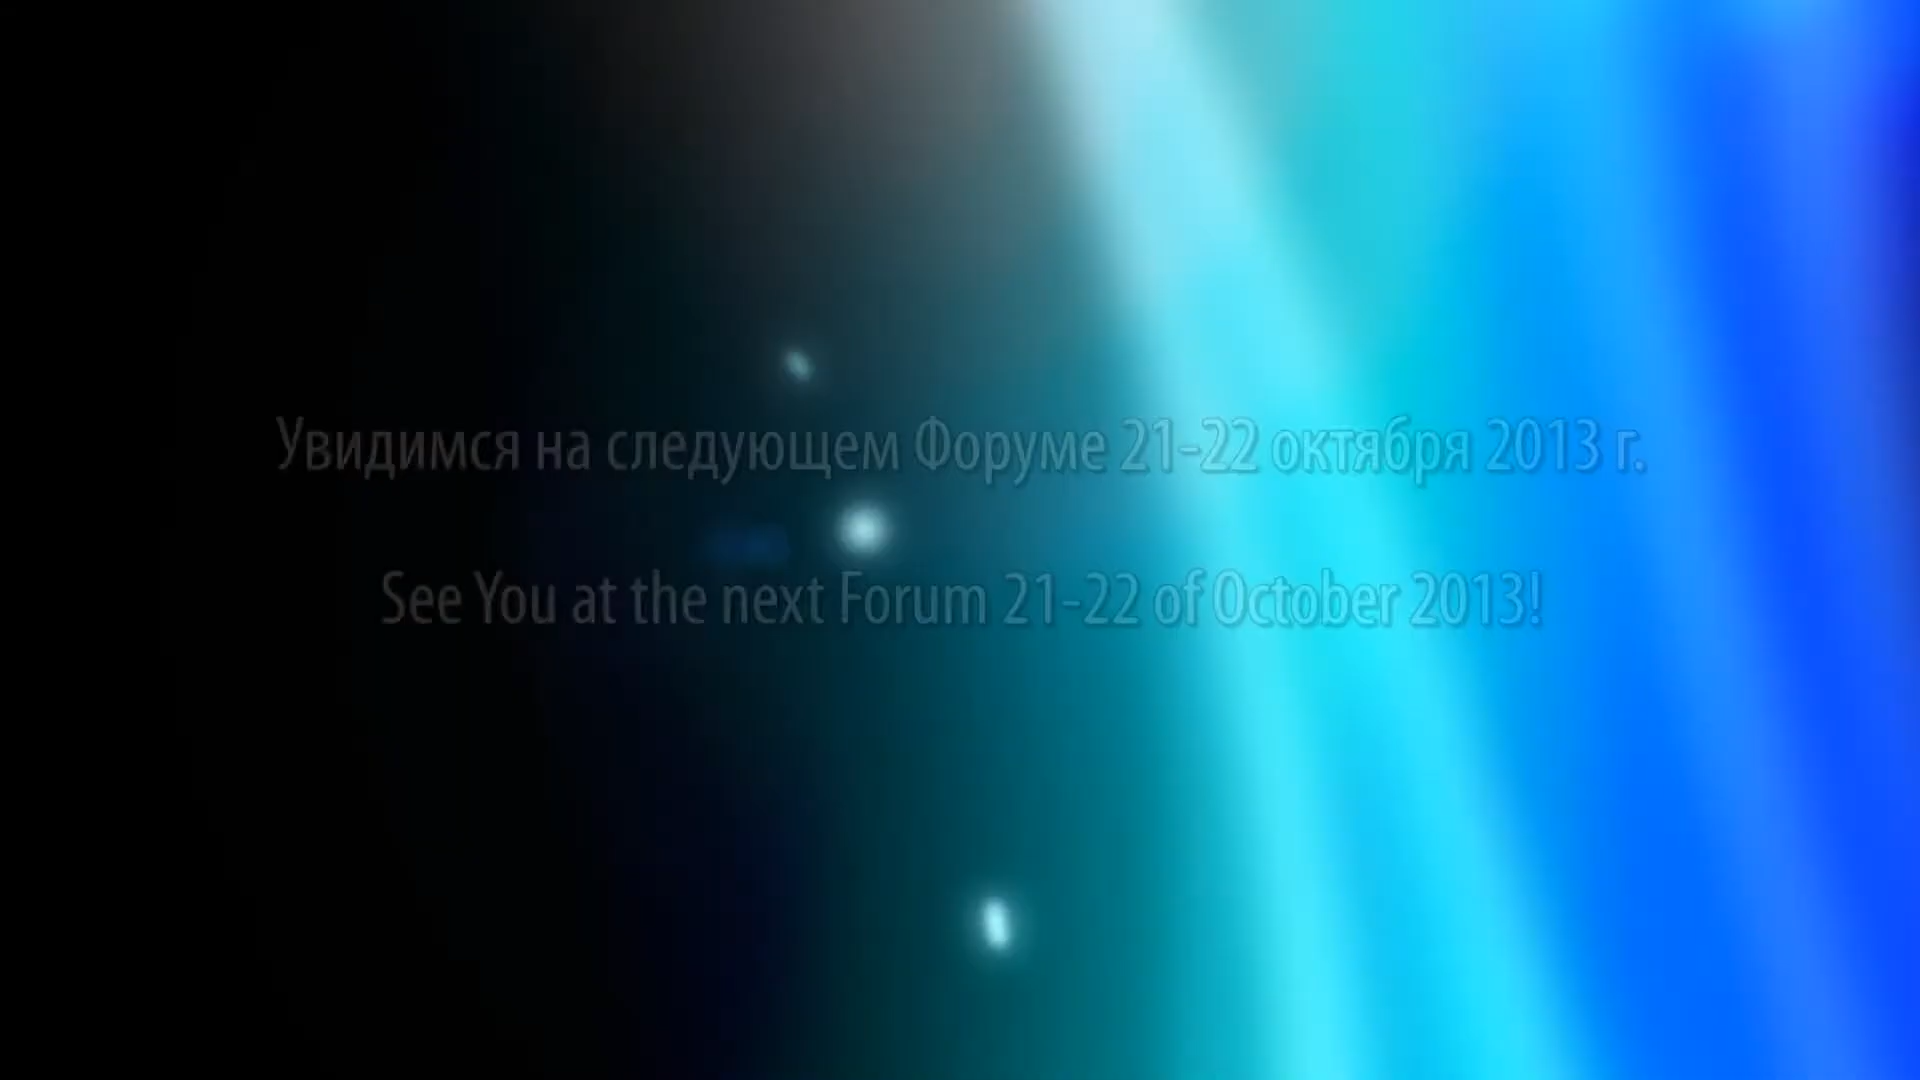 Увидимся на следующем Форуме 21-22 октября 2013 г.
See You at the next Forum 21-22 of October 2013!